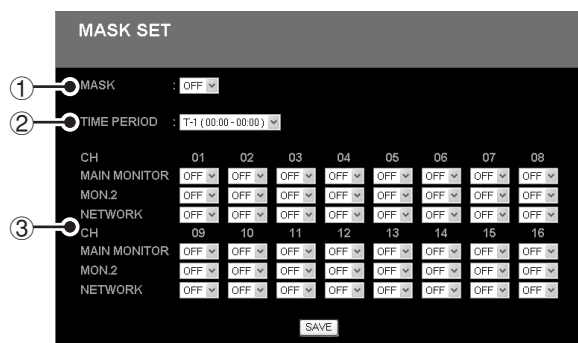 MASK SET
① MASK : OFF
② TIME PERIOD : T-1 ( 00:00 - 00:00 )
CH 01 02 03 04 05 06 07 08
MAIN MONITOR OFF OFF OFF OFF OFF OFF OFF OFF
MON.2 OFF OFF OFF OFF OFF OFF OFF OFF
NETWORK OFF OFF OFF OFF OFF OFF OFF OFF
③ CH 09 10 11 12 13 14 15 16
MAIN MONITOR OFF OFF OFF OFF OFF OFF OFF OFF
MON.2 OFF OFF OFF OFF OFF OFF OFF OFF
NETWORK OFF OFF OFF OFF OFF OFF OFF OFF
SAVE